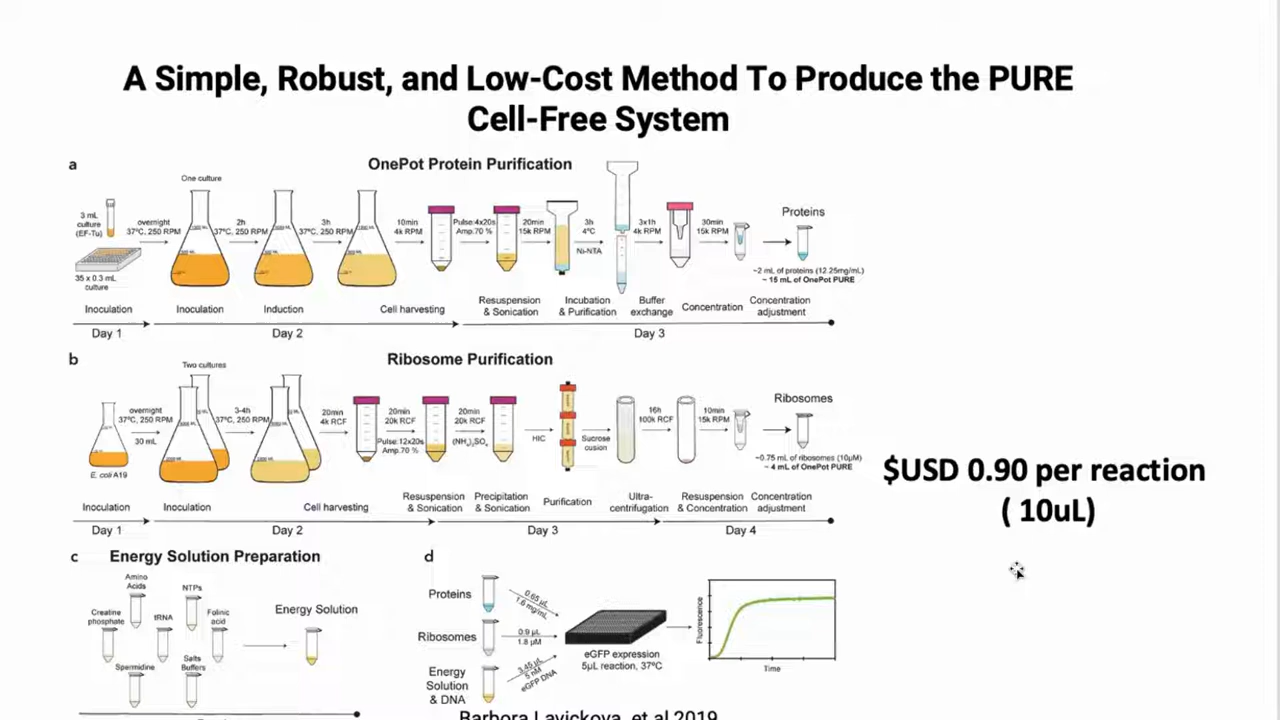 A Simple, Robust, and Low-Cost Method To Produce the PURE
Cell-Free System
a
OnePot Protein Purification
One culture
3 mL
culture
(EF-Tu)
35 x 0.3 mL
culture
overnight
37ºC, 250 RPM
2h
37ºC, 250 RPM
3h
37ºC, 250 RPM
10min
4k RPM
Pulse:4x20s
Amp.70 %
20min
15k RPM
3h
4ºC
Ni-NTA
3x1h
4k RPM
30min
15k RPM
Proteins
~2 mL of proteins (12.25mg/mL)
~ 15 mL of OnePot PURE
Inoculation
Inoculation
Induction
Cell harvesting
Resuspension
& Sonication
Incubation
& Purification
Buffer
exchange
Concentration
Concentration
adjustment
Day 1
Day 2
Day 3
b
Ribosome Purification
Two cultures
E. coli A19
overnight
37ºC, 250 RPM
30 mL
3-4h
37ºC, 250 RPM
20min
4k RCF
20min
20k RCF
Pulse:12x20s
Amp.70 %
20min
20k RCF
(NH₄)₂SO₄
HIC
Sucrose
cusion
16h
100k RCF
10min
15k RPM
Ribosomes
~0.75 mL of ribosomes (10µM)
~ 4 mL of OnePot PURE
Inoculation
Inoculation
Cell harvesting
Resuspension
& Sonication
Precipitation
& Sonication
Purification
Ultra-
centrifugation
Resuspension
& Concentration
Concentration
adjustment
Day 1
Day 2
Day 3
Day 4
$USD 0.90 per reaction
( 10uL)
c
Energy Solution Preparation
Amino
Acids
NTPs
Creatine
phosphate
tRNA
Folinic
acid
Spermidine
Salts
Buffers
Energy Solution
d
Proteins
0.65 µL
1.6 mg/mL
Ribosomes
0.9 µL
1.8 µM
Energy
Solution
& DNA
3.45 µL
5 nM
eGFP DNA
eGFP expression
5µL reaction, 37ºC
Fluorescence
Time
Barbora Lavickova, et al 2019